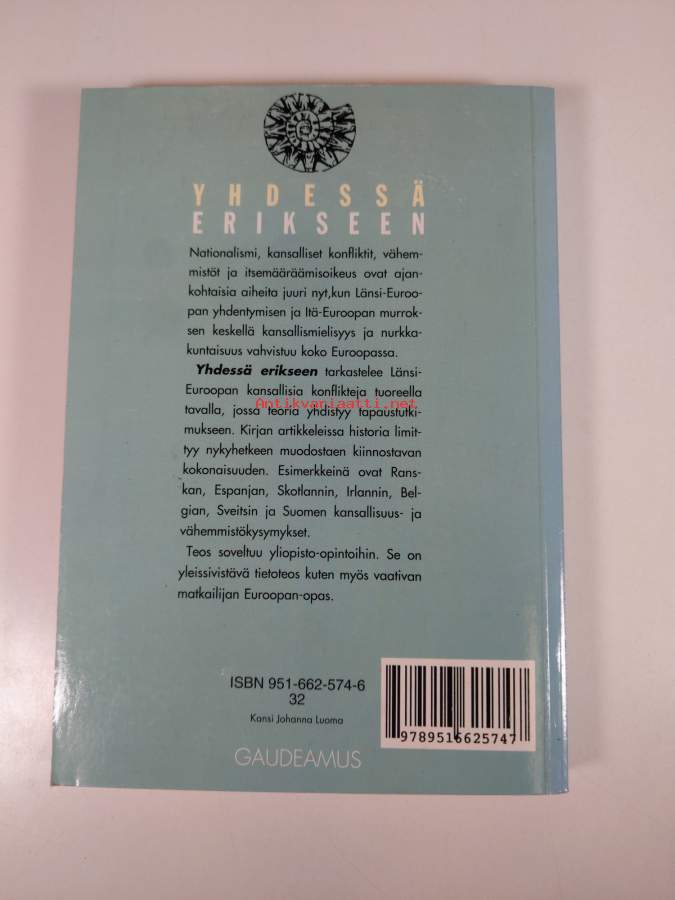 YHDESSÄ
ERIKSEEN
Nationalismi, kansalliset konfliktit, vähem-
mistöt ja itsemääräämisoikeus ovat ajan-
kohtaisia aiheita juuri nyt,kun Länsi-Euroo-
pan yhdentymisen ja Itä-Euroopan murrok-
sen keskellä kansallismielisyys ja nurkka-
kuntaisuus vahvistuu koko Euroopassa.
Yhdessä erikseen tarkastelee Länsi-
Euroopan kansallisia konflikteja tuoreella
Antikvariaatti.net
tavalla, jossa teoria yhdistyy tapaustutki-
mukseen. Kirjan artikkeleissa historia limit-
tyy nykyhetkeen muodostaen kiinnostavan
kokonaisuuden. Esimerkkeinä ovat Rans-
kan, Espanjan, Skotlannin, Irlannin, Bel-
gian, Sveitsin ja Suomen kansallisuus- ja
vähemmistökysymykset.
Teos soveltuu yliopisto-opintoihin. Se on
yleissivistävä tietoteos kuten myös vaativan
matkailijan Euroopan-opas.
ISBN 951-662-574-6
32
Kansi Johanna Luoma
9789516625747
GAUDEAMUS